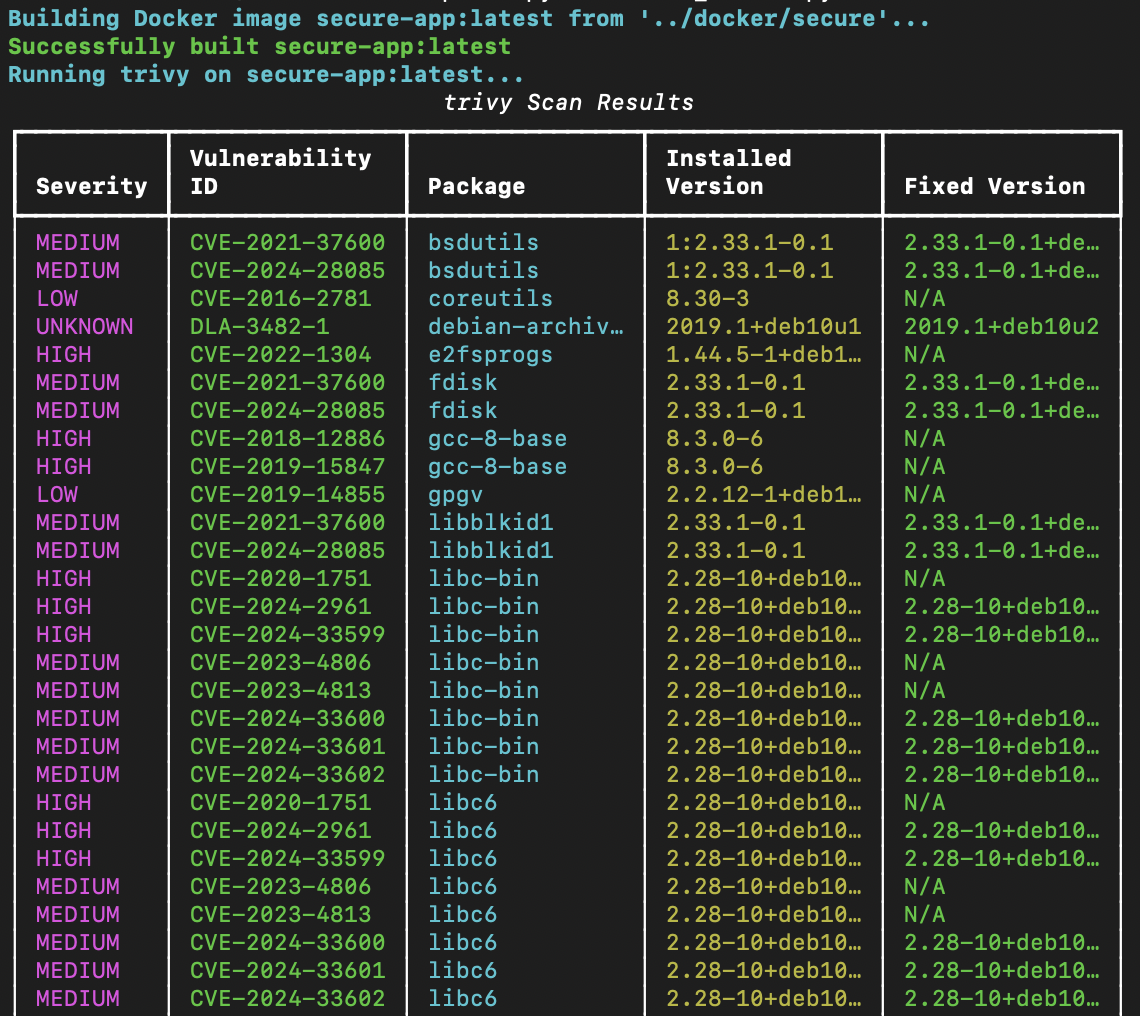 Building Docker image secure-app:latest from '../docker/secure'...
Successfully built secure-app:latest
Running trivy on secure-app:latest...
trivy Scan Results
Severity Vulnerability ID Package Installed Version Fixed Version
MEDIUM CVE-2021-37600 bsdutils 1:2.33.1-0.1 2.33.1-0.1+de…
MEDIUM CVE-2024-28085 bsdutils 1:2.33.1-0.1 2.33.1-0.1+de…
LOW CVE-2016-2781 coreutils 8.30-3 N/A
UNKNOWN DLA-3482-1 debian-archiv… 2019.1+deb10u1 2019.1+deb10u2
HIGH CVE-2022-1304 e2fsprogs 1.44.5-1+deb1… N/A
MEDIUM CVE-2021-37600 fdisk 2.33.1-0.1 2.33.1-0.1+de…
MEDIUM CVE-2024-28085 fdisk 2.33.1-0.1 2.33.1-0.1+de…
HIGH CVE-2018-12886 gcc-8-base 8.3.0-6 N/A
HIGH CVE-2019-15847 gcc-8-base 8.3.0-6 N/A
LOW CVE-2019-14855 gpgv 2.2.12-1+deb1… N/A
MEDIUM CVE-2021-37600 libblkid1 2.33.1-0.1 2.33.1-0.1+de…
MEDIUM CVE-2024-28085 libblkid1 2.33.1-0.1 2.33.1-0.1+de…
HIGH CVE-2020-1751 libc-bin 2.28-10+deb10… N/A
HIGH CVE-2024-2961 libc-bin 2.28-10+deb10… 2.28-10+deb10…
HIGH CVE-2024-33599 libc-bin 2.28-10+deb10… 2.28-10+deb10…
MEDIUM CVE-2023-4806 libc-bin 2.28-10+deb10… N/A
MEDIUM CVE-2023-4813 libc-bin 2.28-10+deb10… N/A
MEDIUM CVE-2024-33600 libc-bin 2.28-10+deb10… 2.28-10+deb10…
MEDIUM CVE-2024-33601 libc-bin 2.28-10+deb10… 2.28-10+deb10…
MEDIUM CVE-2024-33602 libc-bin 2.28-10+deb10… 2.28-10+deb10…
HIGH CVE-2020-1751 libc6 2.28-10+deb10… N/A
HIGH CVE-2024-2961 libc6 2.28-10+deb10… 2.28-10+deb10…
HIGH CVE-2024-33599 libc6 2.28-10+deb10… 2.28-10+deb10…
MEDIUM CVE-2023-4806 libc6 2.28-10+deb10… N/A
MEDIUM CVE-2023-4813 libc6 2.28-10+deb10… N/A
MEDIUM CVE-2024-33600 libc6 2.28-10+deb10… 2.28-10+deb10…
MEDIUM CVE-2024-33601 libc6 2.28-10+deb10… 2.28-10+deb10…
MEDIUM CVE-2024-33602 libc6 2.28-10+deb10… 2.28-10+deb10…